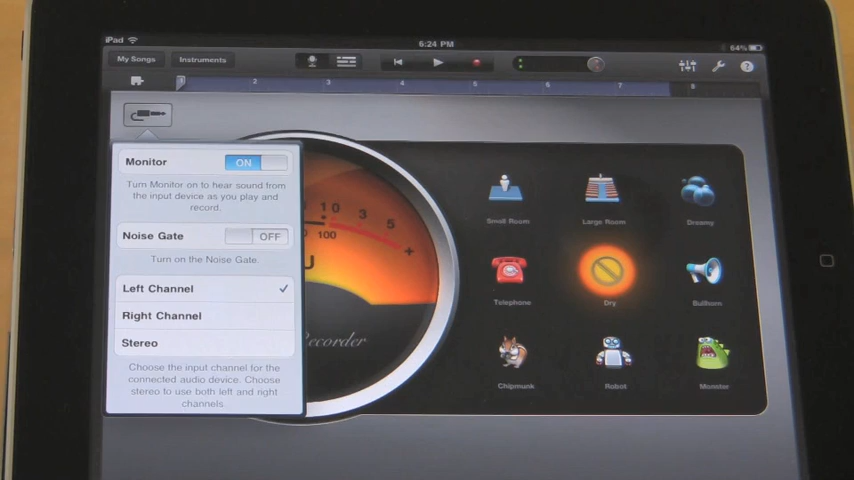 iPad
6:24 PM
64%
My Songs
Instruments
1 2 3 4 5 6 7 8
Monitor
ON
Turn Monitor on to hear sound from
the input device as you play and
record.
Noise Gate
OFF
Turn on the Noise Gate.
Left Channel
Right Channel
Stereo
Choose the input channel for the
connected audio device. Choose
stereo to use both left and right
channels.
1 0 3 5 +
100
U
Recorder
Small Room
Large Room
Dreamy
Telephone
Dry
Bullhorn
Chipmunk
Robot
Monster